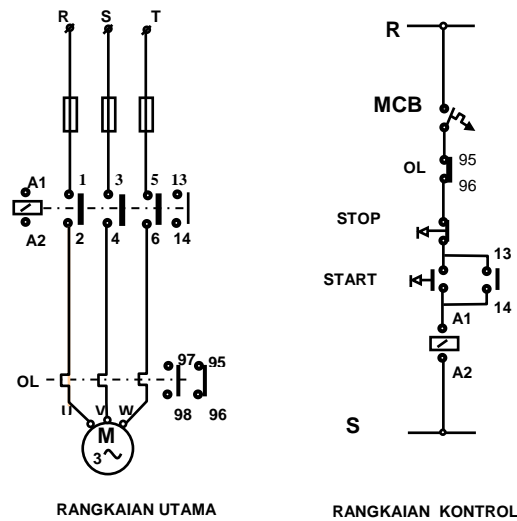 R S T
A1 1 3 5 13
A2 2 4 6 14
OL 97 95
98 96
U V W
M
3
RANGKAIAN UTAMA
R
MCB
OL 95
96
STOP
13
START
14
A1
A2
S
RANGKAIAN KONTROL